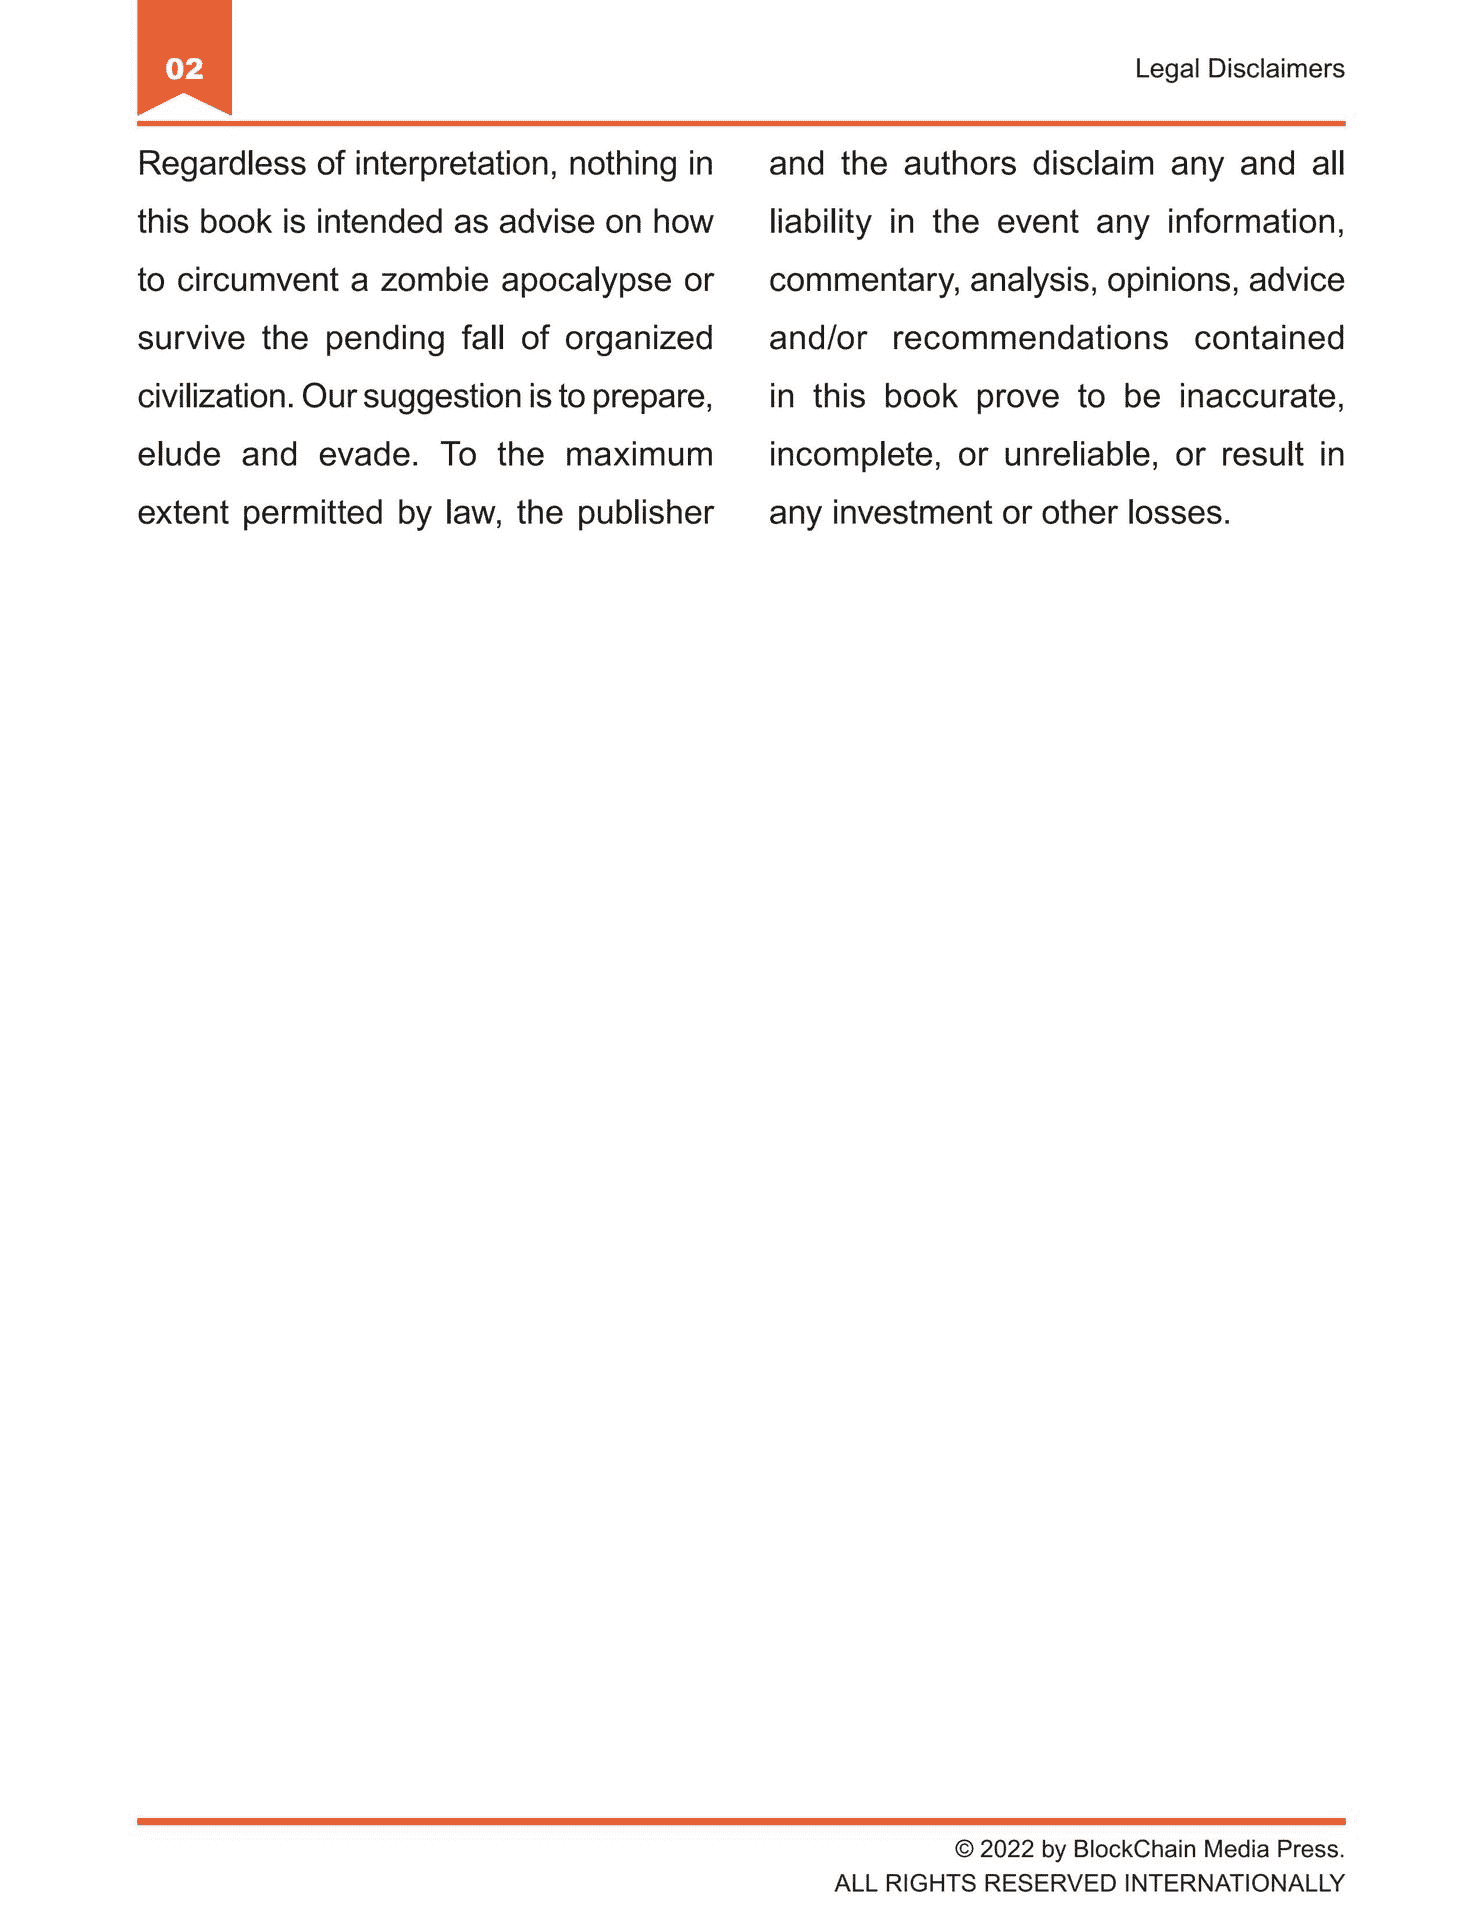 02
Legal Disclaimers
Regardless of interpretation, nothing in
this book is intended as advise on how
to circumvent a zombie apocalypse or
survive the pending fall of organized
civilization. Our suggestion is to prepare,
elude and evade. To the maximum
extent permitted by law, the publisher
and the authors disclaim any and all
liability in the event any information,
commentary, analysis, opinions, advice
and/or recommendations contained
in this book prove to be inaccurate,
incomplete, or unreliable, or result in
any investment or other losses.
© 2022 by BlockChain Media Press.
ALL RIGHTS RESERVED INTERNATIONALLY